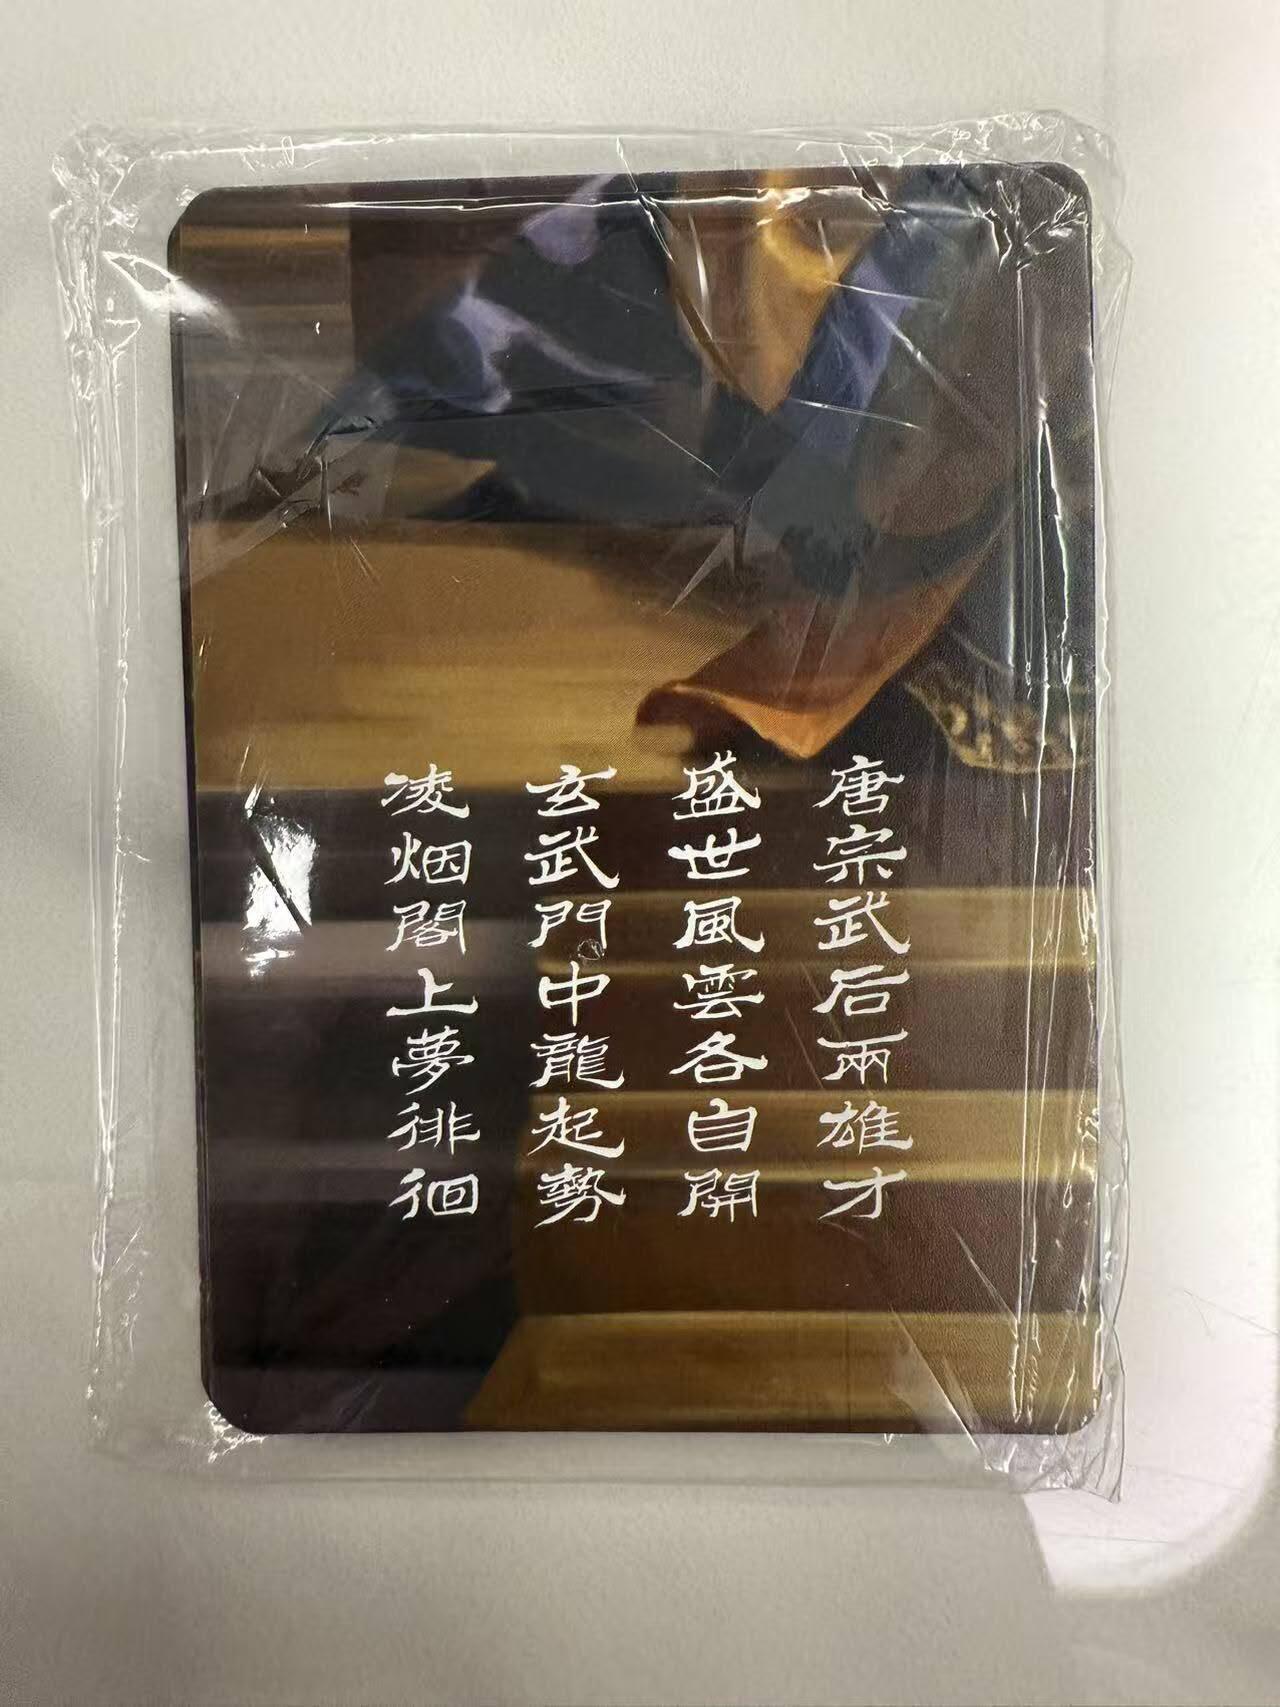 唐宗武后兩雄才
盛世風雲各自開
玄武門中龍起勢
凌烟閣上夢徘徊